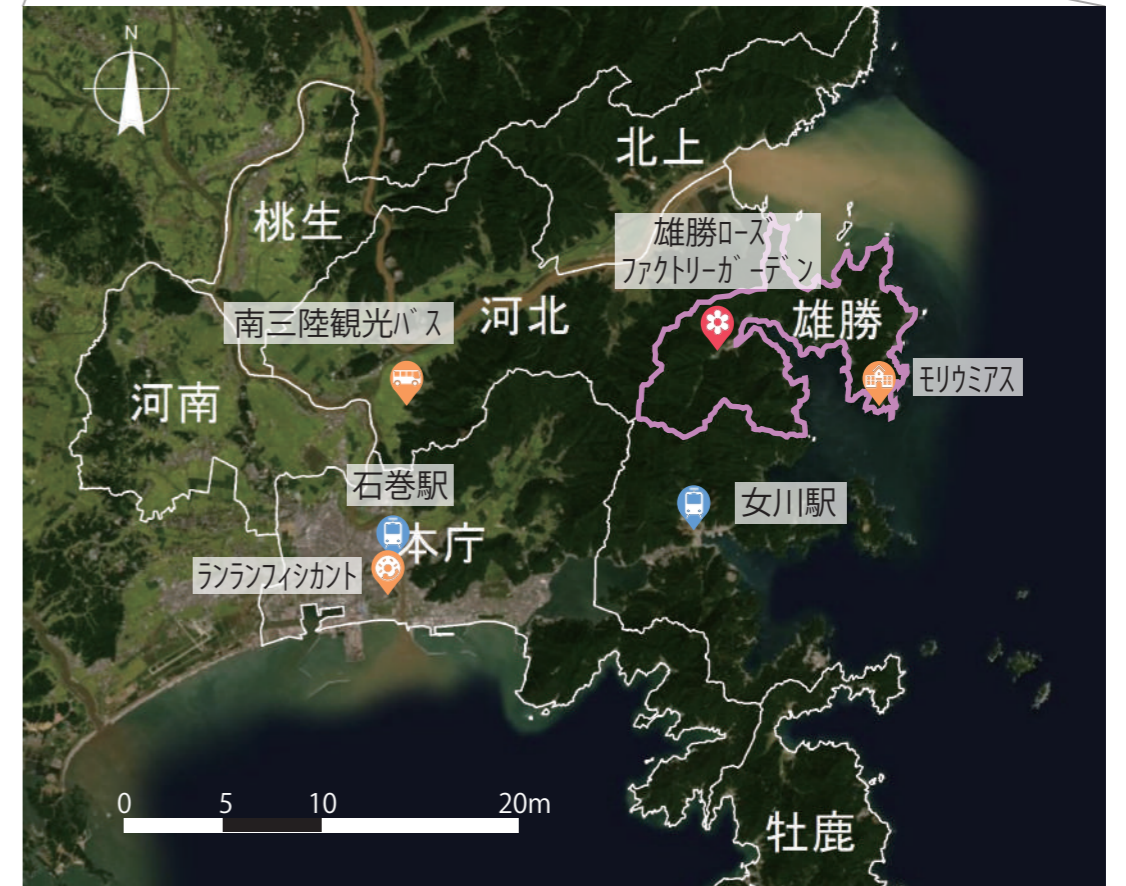 N
北上
桃生
雄勝ローズ
ファクトリーガーデン
南三陸観光バス
河北
雄勝
河南
モリウミアス
石巻駅
女川駅
本庁
ランランフィシカント
0 5 10 20m
牡鹿